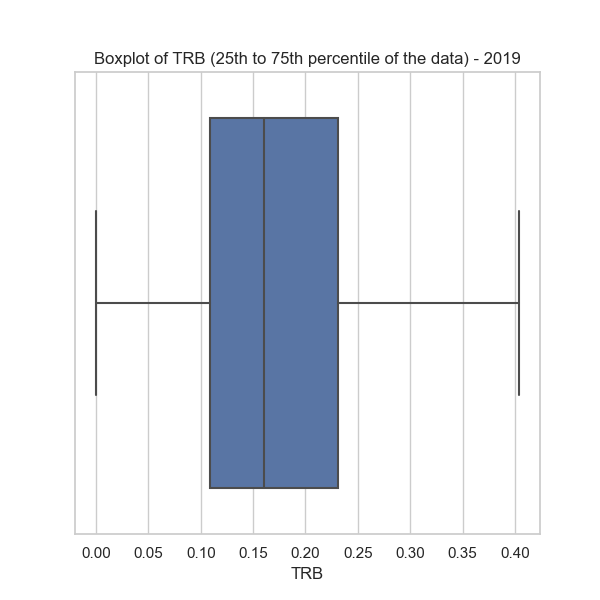 Boxplot of TRB (25th to 75th percentile of the data) - 2019
0.00 0.05 0.10 0.15 0.20 0.25 0.30 0.35 0.40
TRB